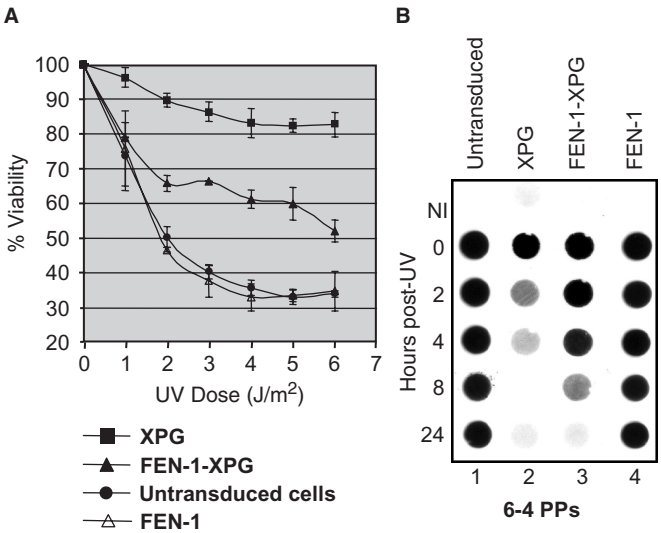 A
100
90
80
70
60
50
40
30
20
% Viability
0 1 2 3 4 5 6 7
UV Dose (J/m2)
XPG
FEN-1-XPG
Untransduced cells
FEN-1
B
Untransduced
XPG
FEN-1-XPG
FEN-1
Hours post-UV
NI
0
2
4
8
24
1 2 3 4
6-4 PPs